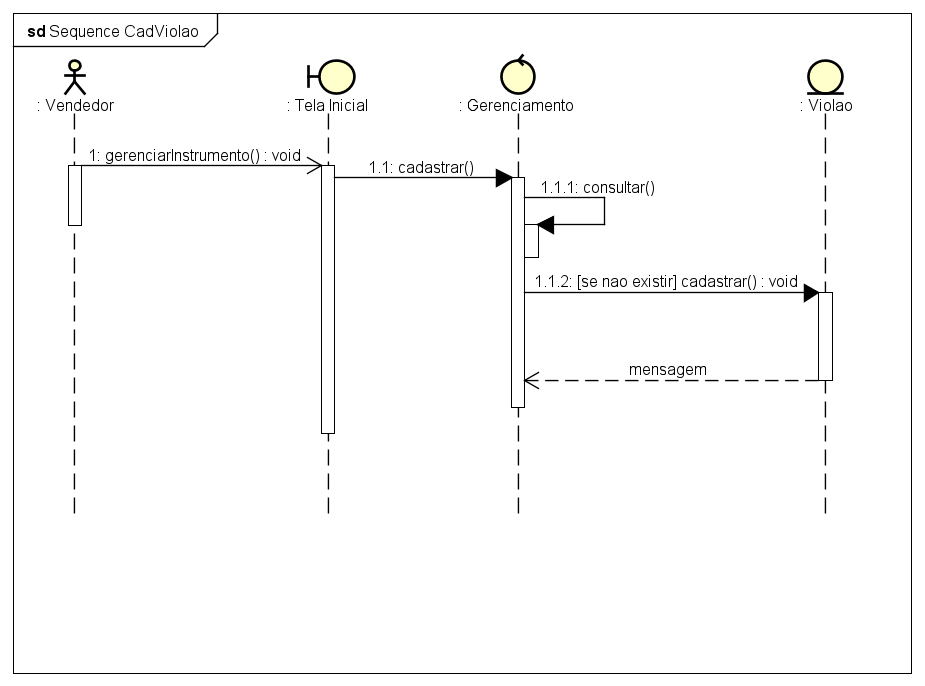 sd Sequence CadViolao
: Vendedor
: Tela Inicial
: Gerenciamento
: Violao
1: gerenciarInstrumento() : void
1.1: cadastrar()
1.1.1: consultar()
1.1.2: [se nao existir] cadastrar() : void
mensagem